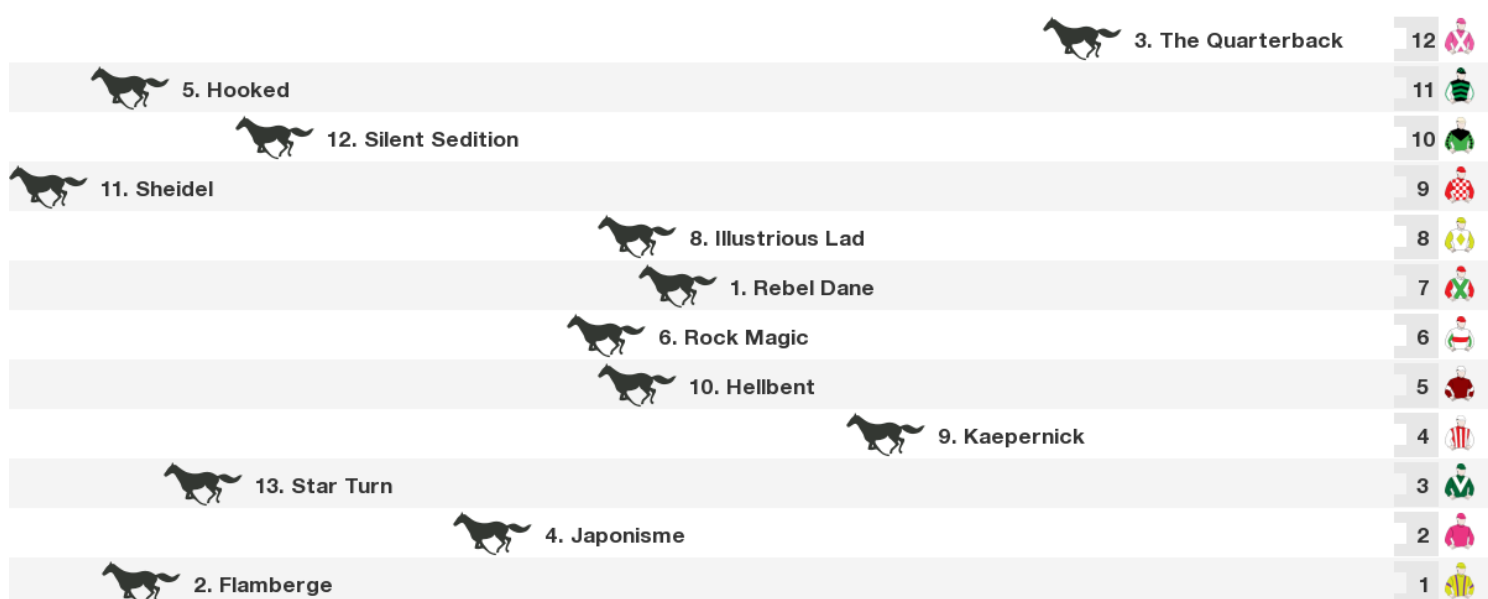 3. The Quarterback 12
5. Hooked 11
12. Silent Sedition 10
11. Sheidel 9
8. Illustrious Lad 8
1. Rebel Dane 7
6. Rock Magic 6
10. Hellbent 5
9. Kaepernick 4
13. Star Turn 3
4. Japonisme 2
2. Flamberge 1